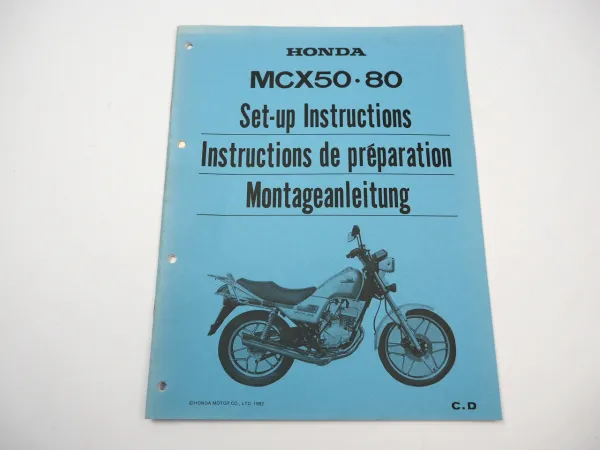 HONDA
MCX50·80
Set-up Instructions
Instructions de préparation
Montageanleitung
©HONDA MOTOR CO., LTD. 1982
C.D